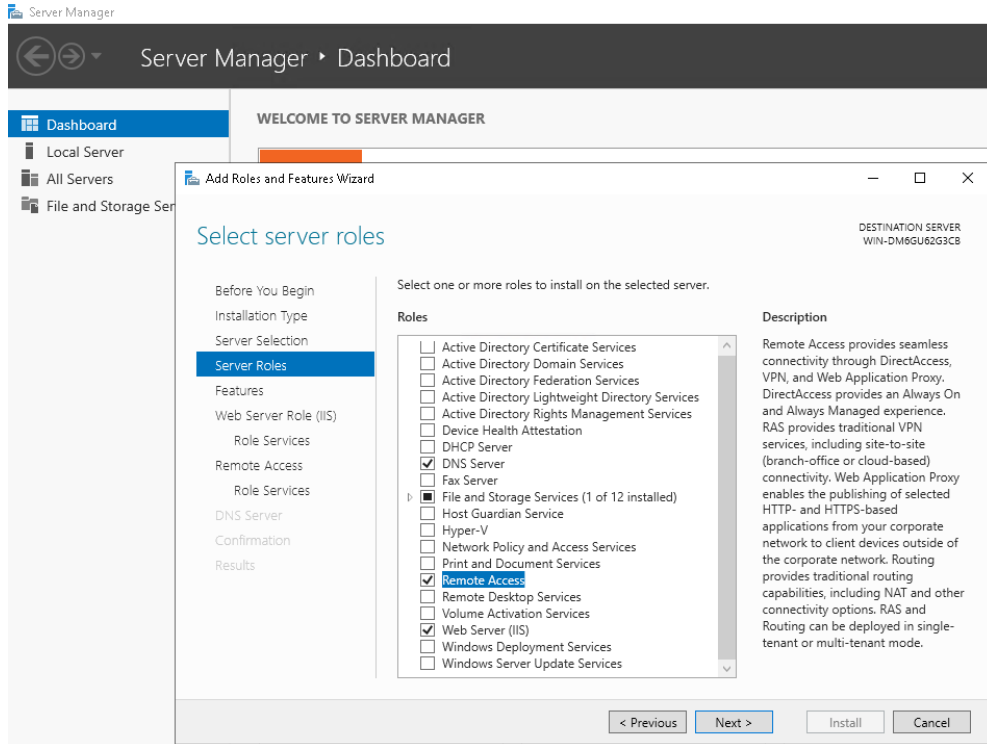 Server Manager
Server Manager ‣ Dashboard
Dashboard
Local Server
All Servers
File and Storage Ser
WELCOME TO SERVER MANAGER
Add Roles and Features Wizard
Select server roles
DESTINATION SERVER
WIN-DM6GU62G3CB
Before You Begin
Installation Type
Server Selection
Server Roles
Features
Web Server Role (IIS)
Role Services
Remote Access
Role Services
DNS Server
Confirmation
Results
Select one or more roles to install on the selected server.
Roles
Active Directory Certificate Services
Active Directory Domain Services
Active Directory Federation Services
Active Directory Lightweight Directory Services
Active Directory Rights Management Services
Device Health Attestation
DHCP Server
DNS Server
Fax Server
File and Storage Services (1 of 12 installed)
Host Guardian Service
Hyper-V
Network Policy and Access Services
Print and Document Services
Remote Access
Remote Desktop Services
Volume Activation Services
Web Server (IIS)
Windows Deployment Services
Windows Server Update Services
Description
Remote Access provides seamless
connectivity through DirectAccess,
VPN, and Web Application Proxy.
DirectAccess provides an Always On
and Always Managed experience.
RAS provides traditional VPN
services, including site-to-site
(branch-office or cloud-based)
connectivity. Web Application Proxy
enables the publishing of selected
HTTP- and HTTPS-based
applications from your corporate
network to client devices outside of
the corporate network. Routing
provides traditional routing
capabilities, including NAT and other
connectivity options. RAS and
Routing can be deployed in single-
tenant or multi-tenant mode.
< Previous
Next >
Install
Cancel